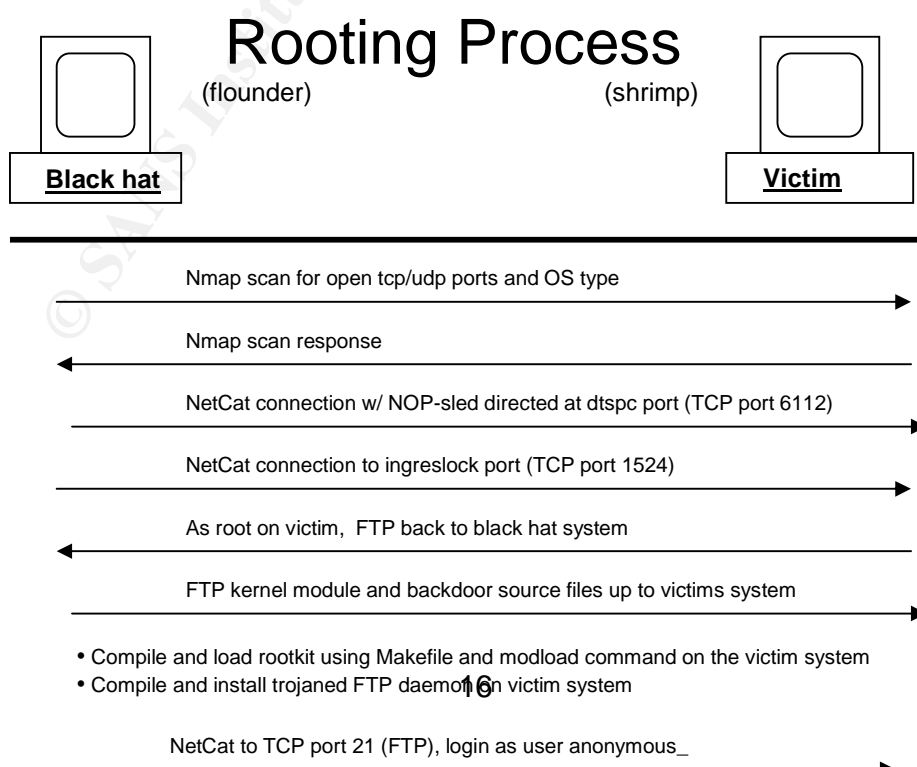 Rooting Process
(flounder)
(shrimp)
Black hat
Victim
Nmap scan for open tcp/udp ports and OS type
Nmap scan response
NetCat connection w/ NOP-sled directed at dtspc port (TCP port 6112)
NetCat connection to ingreslock port (TCP port 1524)
As root on victim,  FTP back to black hat system
FTP kernel module and backdoor source files up to victims system
• Compile and load rootkit using Makefile and modload command on the victim system
• Compile and install trojaned FTP daemon on victim system
16
NetCat to TCP port 21 (FTP), login as user anonymous_
© SANS